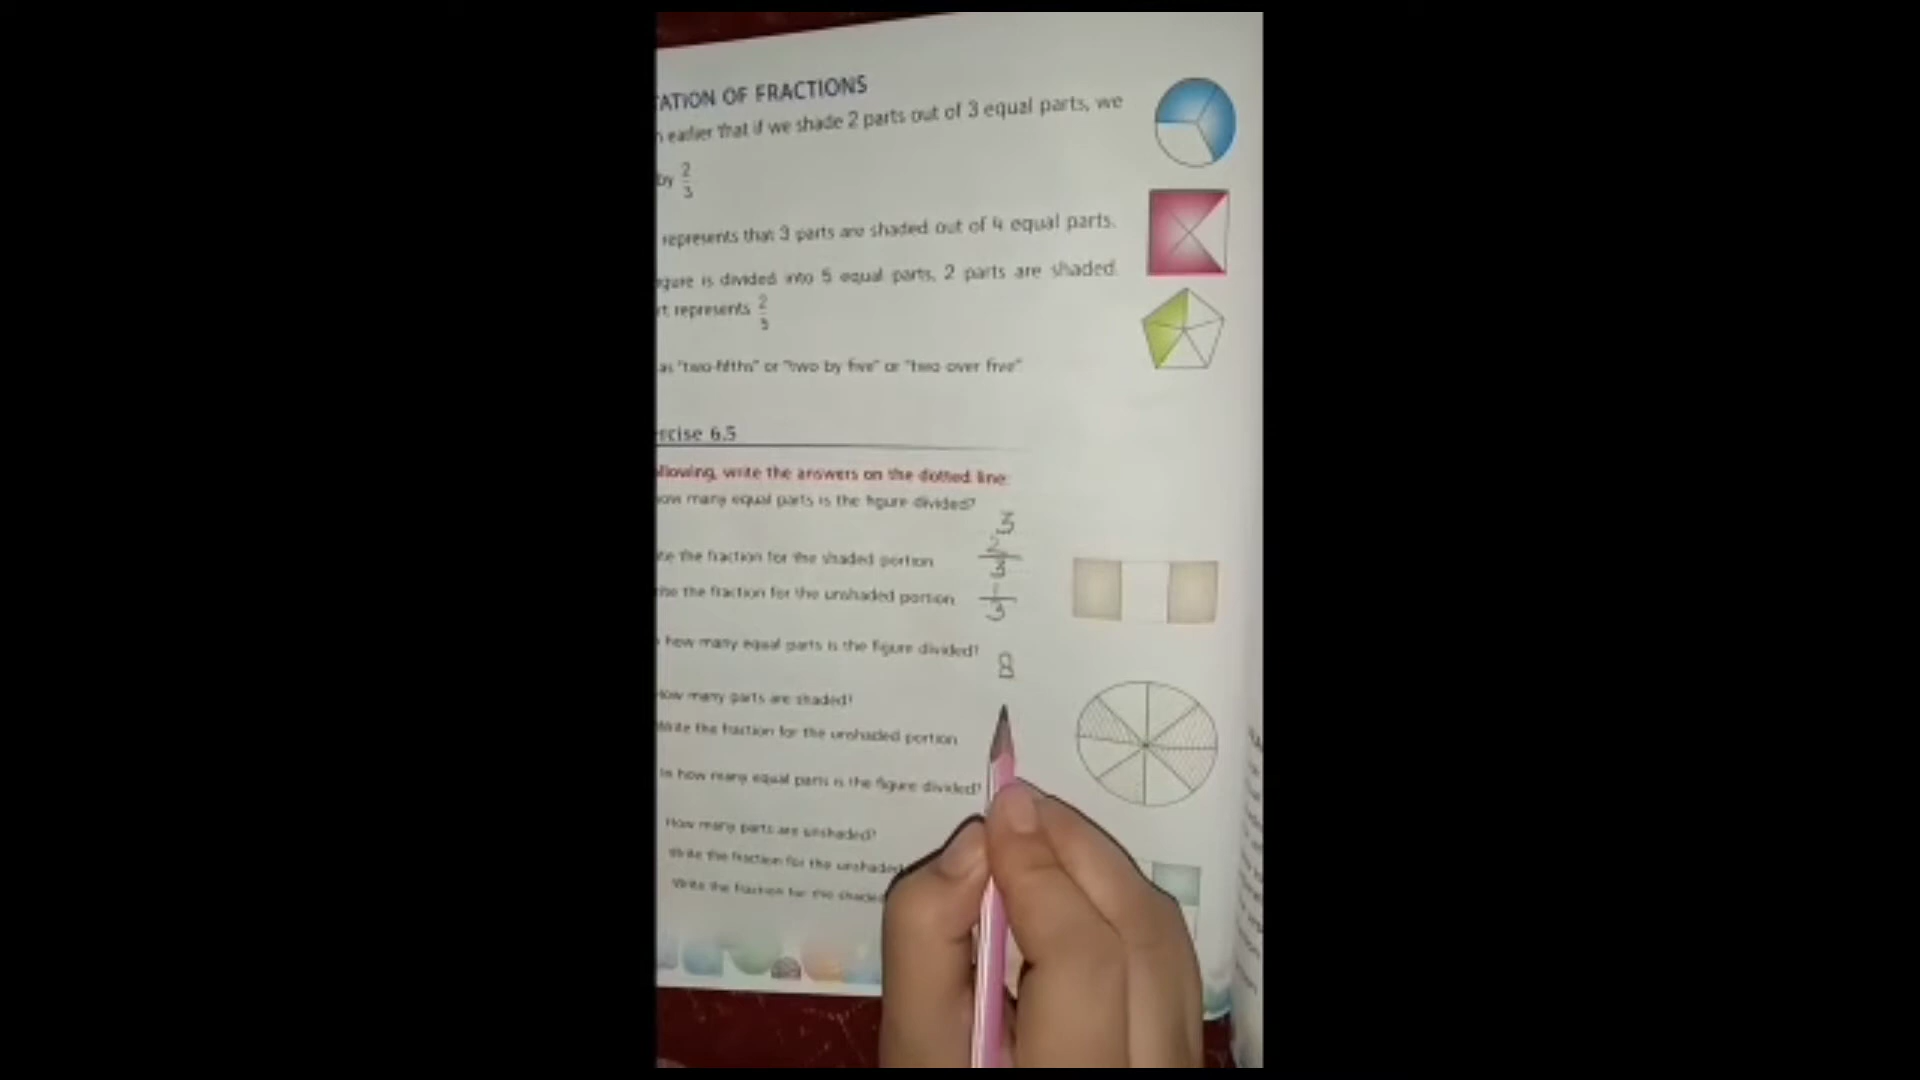 TATION OF FRACTIONS
n earlier that if we shade 2 parts out of 3 equal parts, we
by 2/3
represents that 3 parts are shaded out of 4 equal parts.
igure is divided into 5 equal parts, 2 parts are shaded.
rt represents 2/5
as "two-fifths" or "two by five" or "two over five"
rcise 6.5
ollowing, write the answers on the dotted line:
ow many equal parts is the figure divided?
3
te the fraction for the shaded portion
2/3
ite the fraction for the unshaded portion
1/3
how many equal parts is the figure divided?
8
How many parts are shaded?
Write the fraction for the unshaded portion
In how many equal parts is the figure divided?
How many parts are unshaded?
Write the fraction for the unshaded
Write the fraction for the shaded